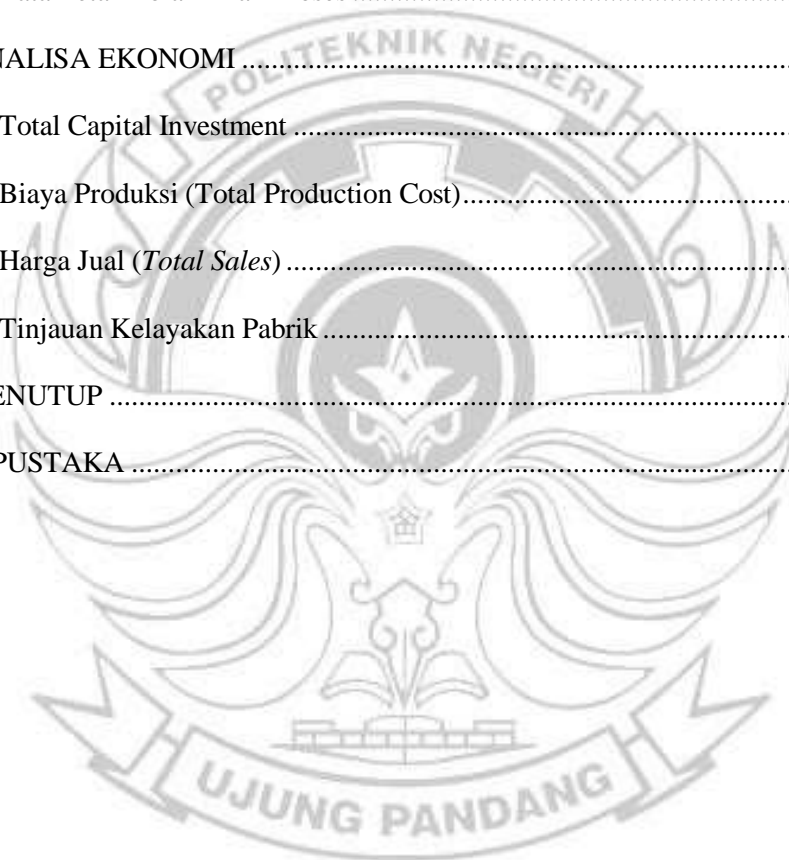 POLITEKNIK NEGERI
NALISA EKONOMI ........................................................................
Total Capital Investment ........................................................................
Biaya Produksi (Total Production Cost)........................................................................
Harga Jual (Total Sales) ........................................................................
Tinjauan Kelayakan Pabrik ........................................................................
ENUTUP ........................................................................
PUSTAKA ........................................................................
UJUNG PANDANG